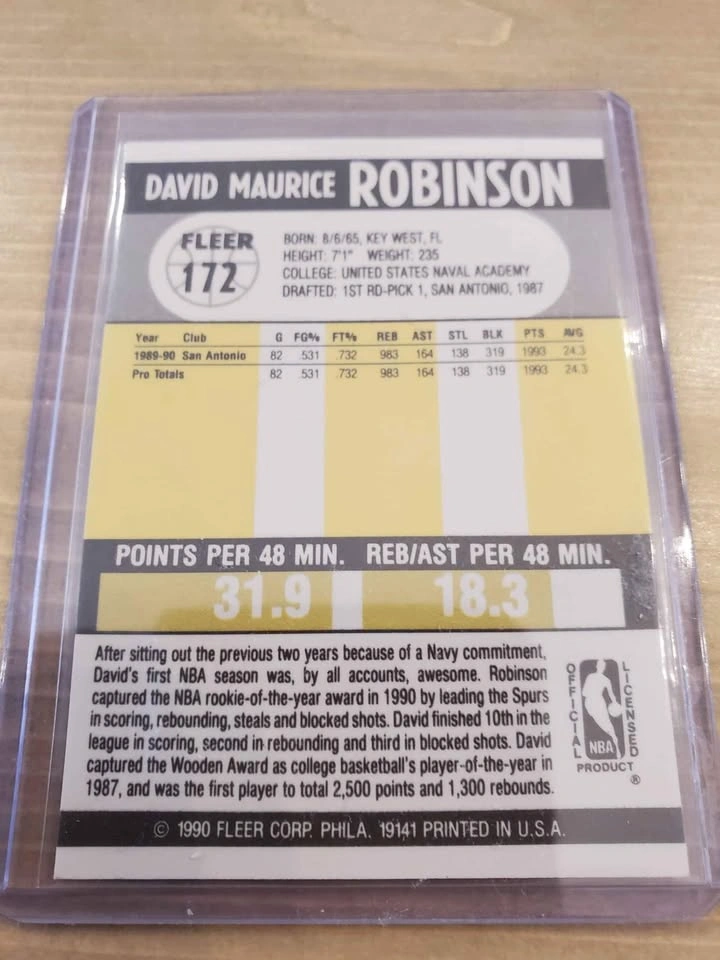 DAVID MAURICE ROBINSON
FLEER
172
BORN: 8/6/65, KEY WEST, FL
HEIGHT: 7'1" WEIGHT: 235
COLLEGE: UNITED STATES NAVAL ACADEMY
DRAFTED: 1ST RD-PICK 1, SAN ANTONIO, 1987
Year Club G FG% FT% REB AST STL BLK PTS AVG
1989-90 San Antonio 82 .531 .732 983 164 138 319 1993 24.3
Pro Totals 82 .531 .732 983 164 138 319 1993 24.3
POINTS PER 48 MIN. REB/AST PER 48 MIN.
31.9 18.3
After sitting out the previous two years because of a Navy commitment,
David's first NBA season was, by all accounts, awesome. Robinson
captured the NBA rookie-of-the-year award in 1990 by leading the Spurs
in scoring, rebounding, steals and blocked shots. David finished 10th in the
league in scoring, second in rebounding and third in blocked shots. David
captured the Wooden Award as college basketball's player-of-the-year in
1987, and was the first player to total 2,500 points and 1,300 rebounds.
OFFICIAL LICENSED
NBA
PRODUCT
®
© 1990 FLEER CORP. PHILA. 19141 PRINTED IN U.S.A.